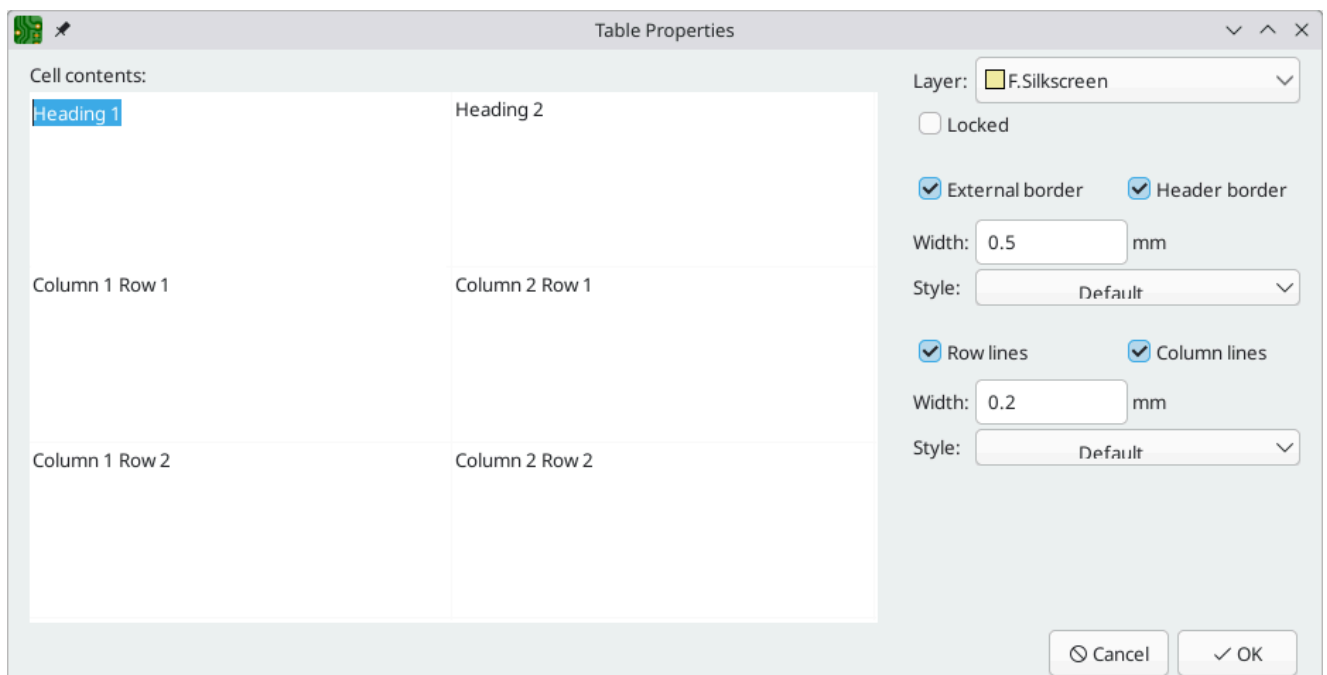 Table Properties
Cell contents:
Heading 1
Heading 2
Column 1 Row 1
Column 2 Row 1
Column 1 Row 2
Column 2 Row 2
Layer: F.Silkscreen
Locked
External border
Header border
Width: 0.5 mm
Style: Default
Row lines
Column lines
Width: 0.2 mm
Style: Default
Cancel
OK